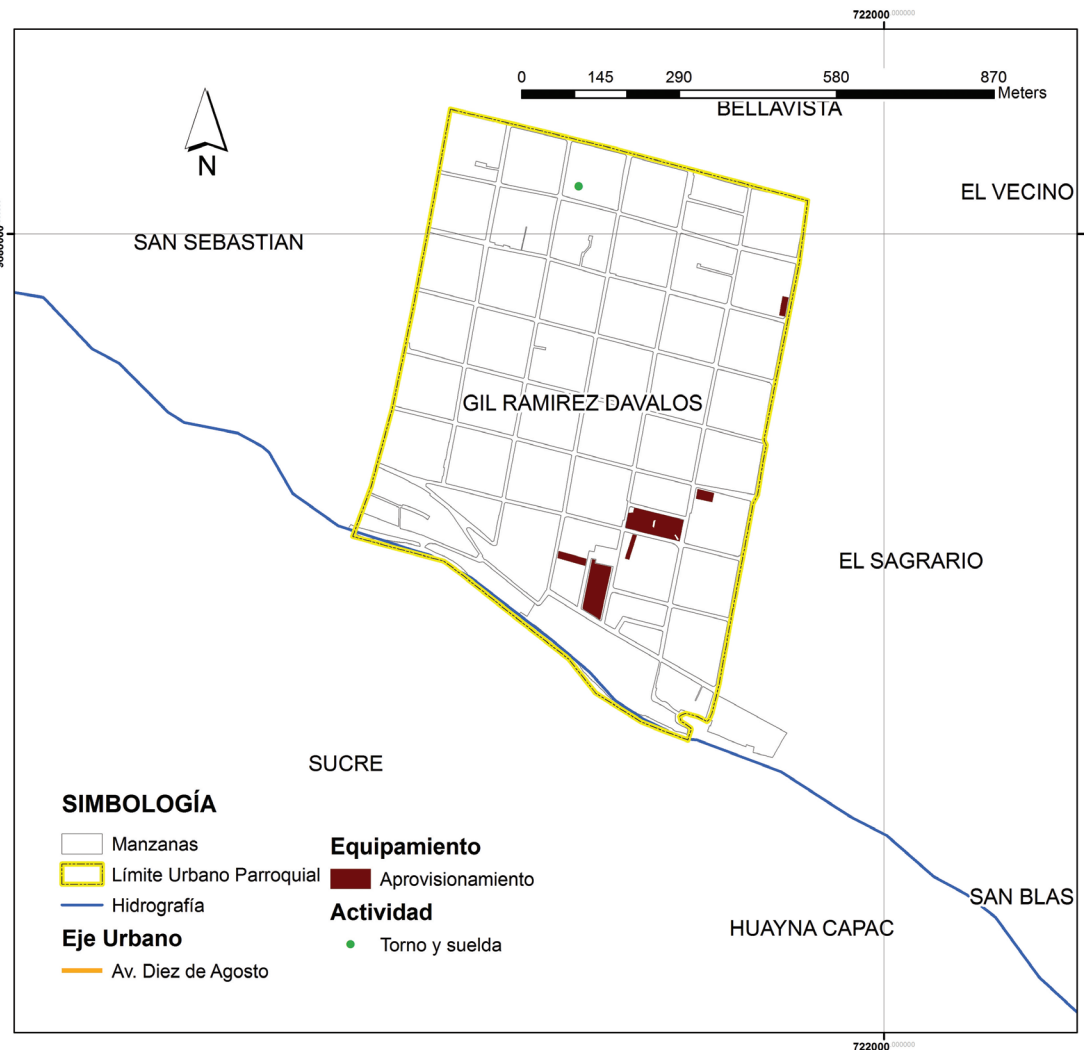 722000.000000
0 145 290 580 870
Meters
BELLAVISTA
N
EL VECINO
SAN SEBASTIAN
GIL RAMIREZ DAVALOS
EL SAGRARIO
SUCRE
SIMBOLOGÍA
Manzanas
Límite Urbano Parroquial
Hidrografía
Eje Urbano
Av. Diez de Agosto
Equipamiento
Aprovisionamiento
Actividad
Torno y suelda
SAN BLAS
HUAYNA CAPAC
722000.000000